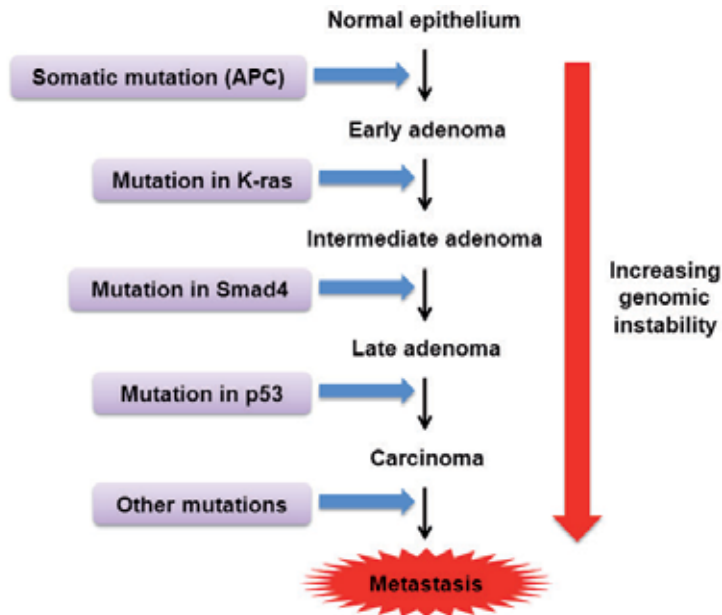 Normal epithelium
Somatic mutation (APC)
Early adenoma
Mutation in K-ras
Intermediate adenoma
Mutation in Smad4
Increasing
genomic
instability
Late adenoma
Mutation in p53
Carcinoma
Other mutations
Metastasis